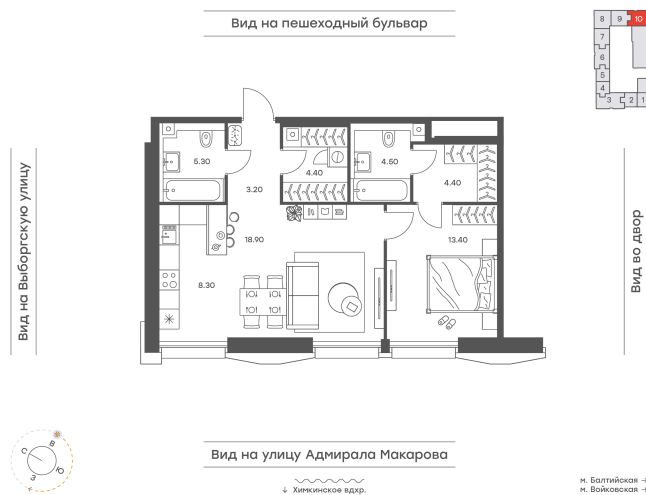 Вид на пешеходный бульвар
8 9 10
7
6
5
4
3 2 1
5.30
3.20
4.40
4.50
4.40
18.90
13.40
8.30
Вид на Выборгскую улицу
Вид во двор
Вид на улицу Адмирала Макарова
↓ Химкинское вдхр.
С
В
Ю
З
м. Балтийская
м. Войковская